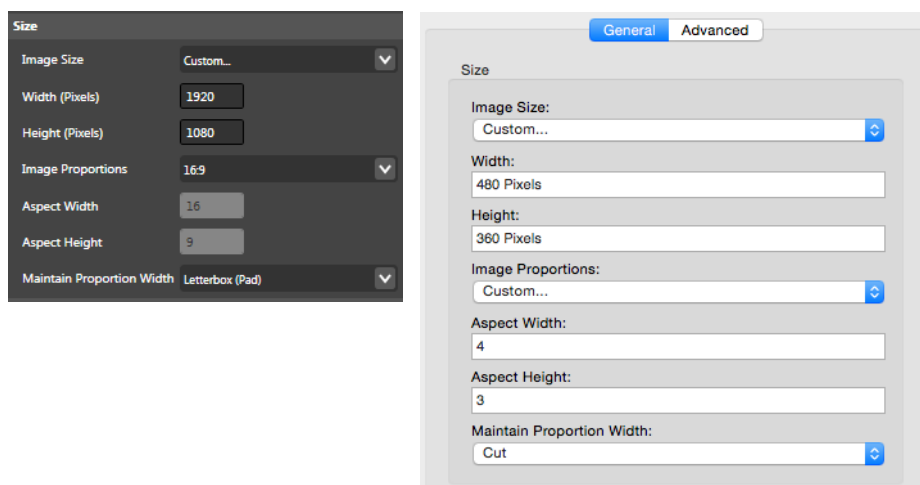 Size
Image Size Custom...
Width (Pixels) 1920
Height (Pixels) 1080
Image Proportions 16:9
Aspect Width 16
Aspect Height 9
Maintain Proportion Width Letterbox (Pad)
General Advanced
Size
Image Size:
Custom...
Width:
480 Pixels
Height:
360 Pixels
Image Proportions:
Custom...
Aspect Width:
4
Aspect Height:
3
Maintain Proportion Width:
Cut